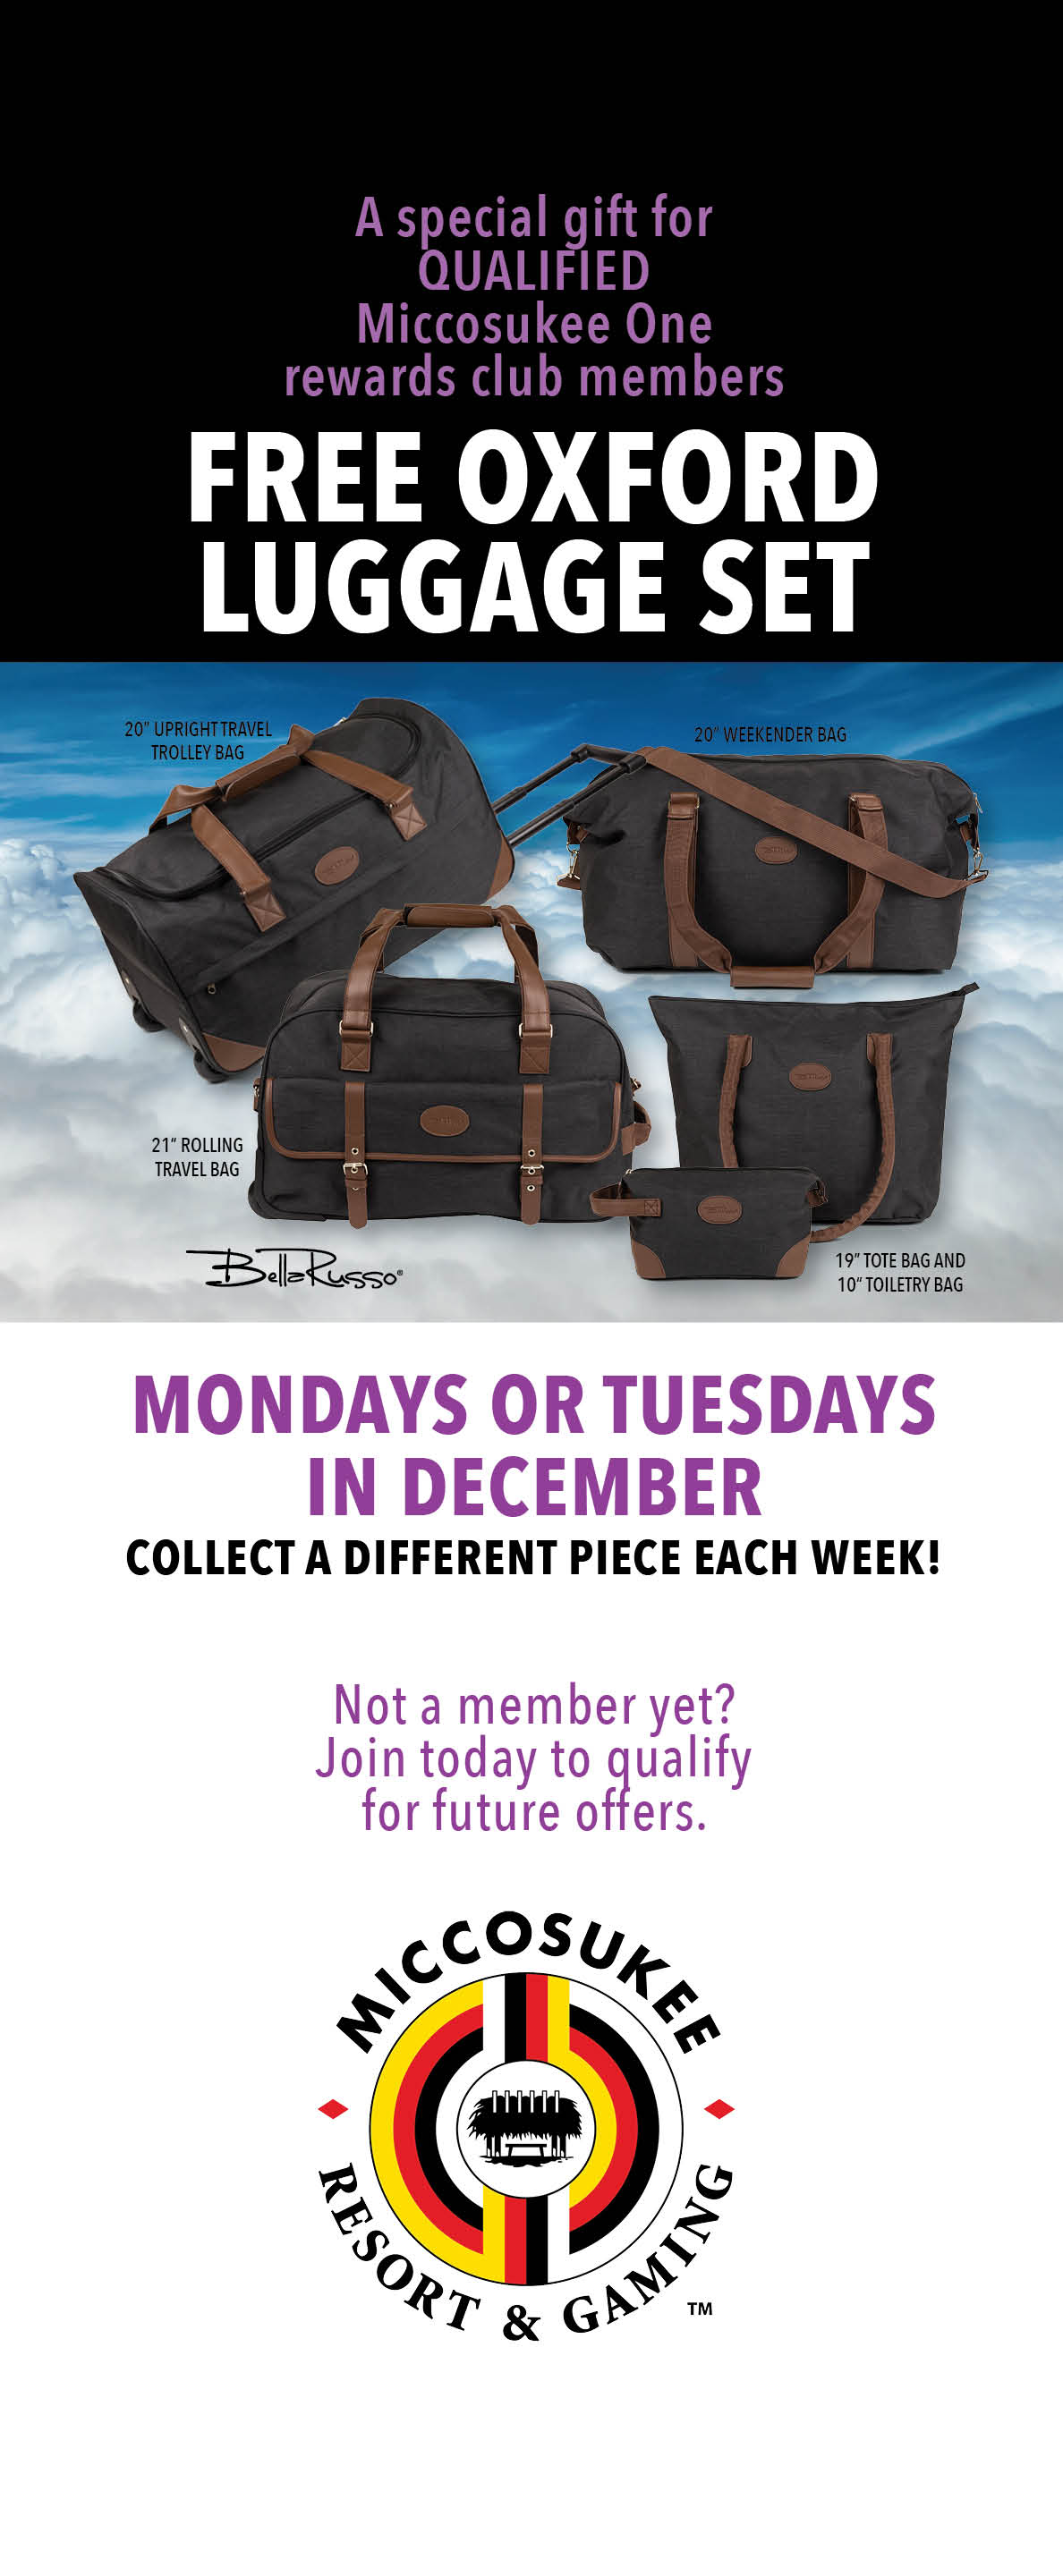 A special gift for
QUALIFIED
Miccosukee One
rewards club members
FREE OXFORD
LUGGAGE SET
20” UPRIGHT TRAVEL
TROLLEY BAG
20” WEEKENDER BAG
21” ROLLING
TRAVEL BAG
BellaRusso®
19” TOTE BAG AND
10“ TOILETRY BAG
MONDAYS OR TUESDAYS
IN DECEMBER
COLLECT A DIFFERENT PIECE EACH WEEK!
Not a member yet?
Join today to qualify
for future offers.
MICCOSUKEE
RESORT & GAMING
TM